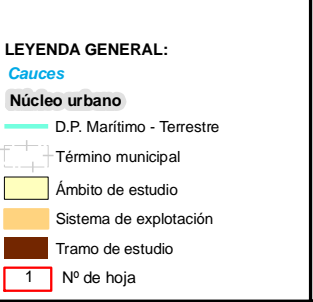 LEYENDA GENERAL:
Cauces
Núcleo urbano
D.P. Marítimo - Terrestre
Término municipal
Ámbito de estudio
Sistema de explotación
Tramo de estudio
1 Nº de hoja